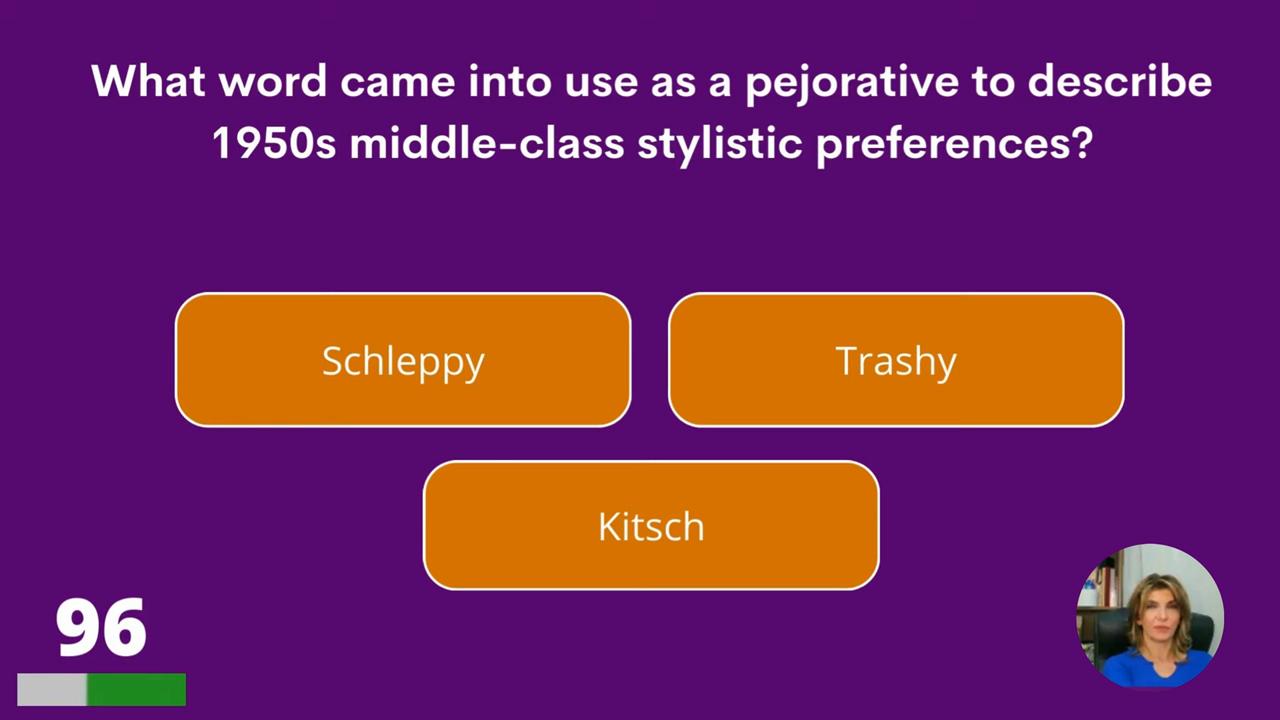 What word came into use as a pejorative to describe
1950s middle-class stylistic preferences?
Schleppy
Trashy
Kitsch
96